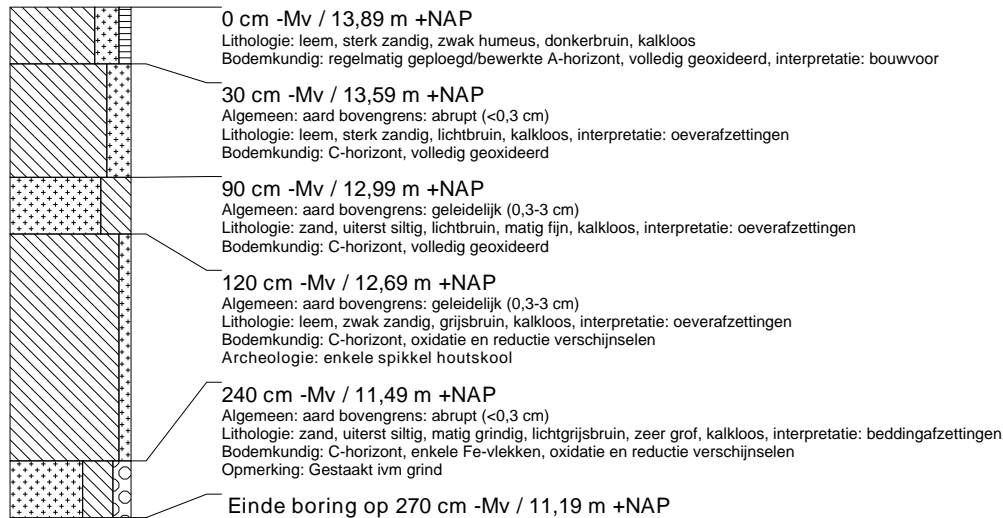 0 cm -Mv / 13,89 m +NAP
Lithologie: leem, sterk zandig, zwak humeus, donkerbruin, kalkloos
Bodemkundig: regelmatig geploegd/bewerkte A-horizont, volledig geoxideerd, interpretatie: bouwvoor
30 cm -Mv / 13,59 m +NAP
Algemeen: aard bovengrens: abrupt (<0,3 cm)
Lithologie: leem, sterk zandig, lichtbruin, kalkloos, interpretatie: oeverafzettingen
Bodemkundig: C-horizont, volledig geoxideerd
90 cm -Mv / 12,99 m +NAP
Algemeen: aard bovengrens: geleidelijk (0,3-3 cm)
Lithologie: zand, uiterst siltig, lichtbruin, matig fijn, kalkloos, interpretatie: oeverafzettingen
Bodemkundig: C-horizont, volledig geoxideerd
120 cm -Mv / 12,69 m +NAP
Algemeen: aard bovengrens: geleidelijk (0,3-3 cm)
Lithologie: leem, zwak zandig, grijsbruin, kalkloos, interpretatie: oeverafzettingen
Bodemkundig: C-horizont, oxidatie en reductie verschijnselen
Archeologie: enkele spikkel houtskool
240 cm -Mv / 11,49 m +NAP
Algemeen: aard bovengrens: abrupt (<0,3 cm)
Lithologie: zand, uiterst siltig, matig grindig, lichtgrijsbruin, zeer grof, kalkloos, interpretatie: beddingafzettingen
Bodemkundig: C-horizont, enkele Fe-vlekken, oxidatie en reductie verschijnselen
Opmerking: Gestaakt ivm grind
Einde boring op 270 cm -Mv / 11,19 m +NAP